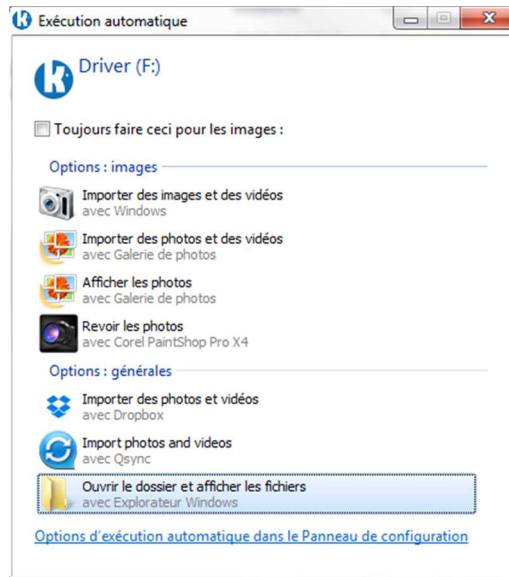 Exécution automatique
Driver (F:)
Toujours faire ceci pour les images :
Options : images
Importer des images et des vidéos
avec Windows
Importer des photos et des vidéos
avec Galerie de photos
Afficher les photos
avec Galerie de photos
Revoir les photos
avec Corel PaintShop Pro X4
Options : générales
Importer des photos et vidéos
avec Dropbox
Import photos and videos
avec Qsync
Ouvrir le dossier et afficher les fichiers
avec Explorateur Windows
Options d'exécution automatique dans le Panneau de configuration